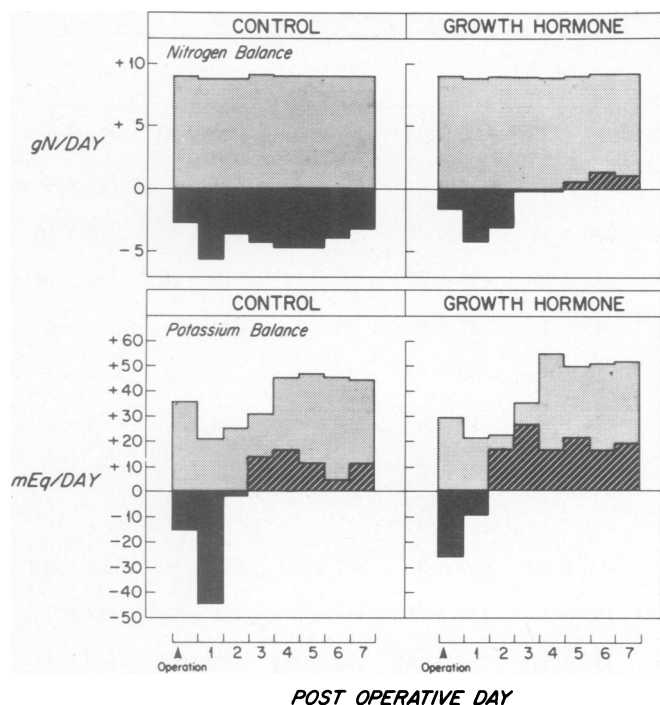 CONTROL GROWTH HORMONE
Nitrogen Balance
+10
+ 5
gN/DAY
0
-5
CONTROL GROWTH HORMONE
Potassium Balance
+60
+50
+40
+30
+20
+10
mEq/DAY
0
-10
-20
-30
-40
-50
1 2 3 4 5 6 7 1 2 3 4 5 6 7
Operation Operation
POST OPERATIVE DAY